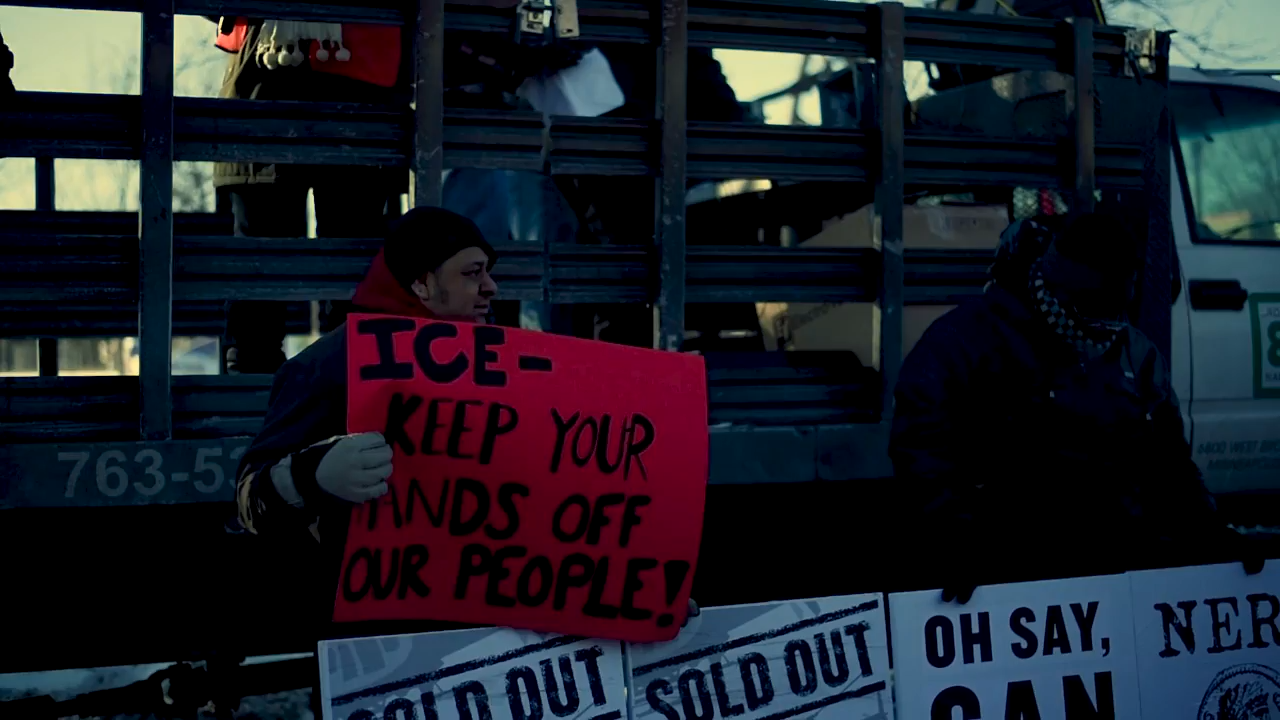 ICE-
KEEP YOUR
HANDS OFF
OUR PEOPLE!
763-53
SOLD OUT
SOLD OUT
OH SAY,
CAN
NER